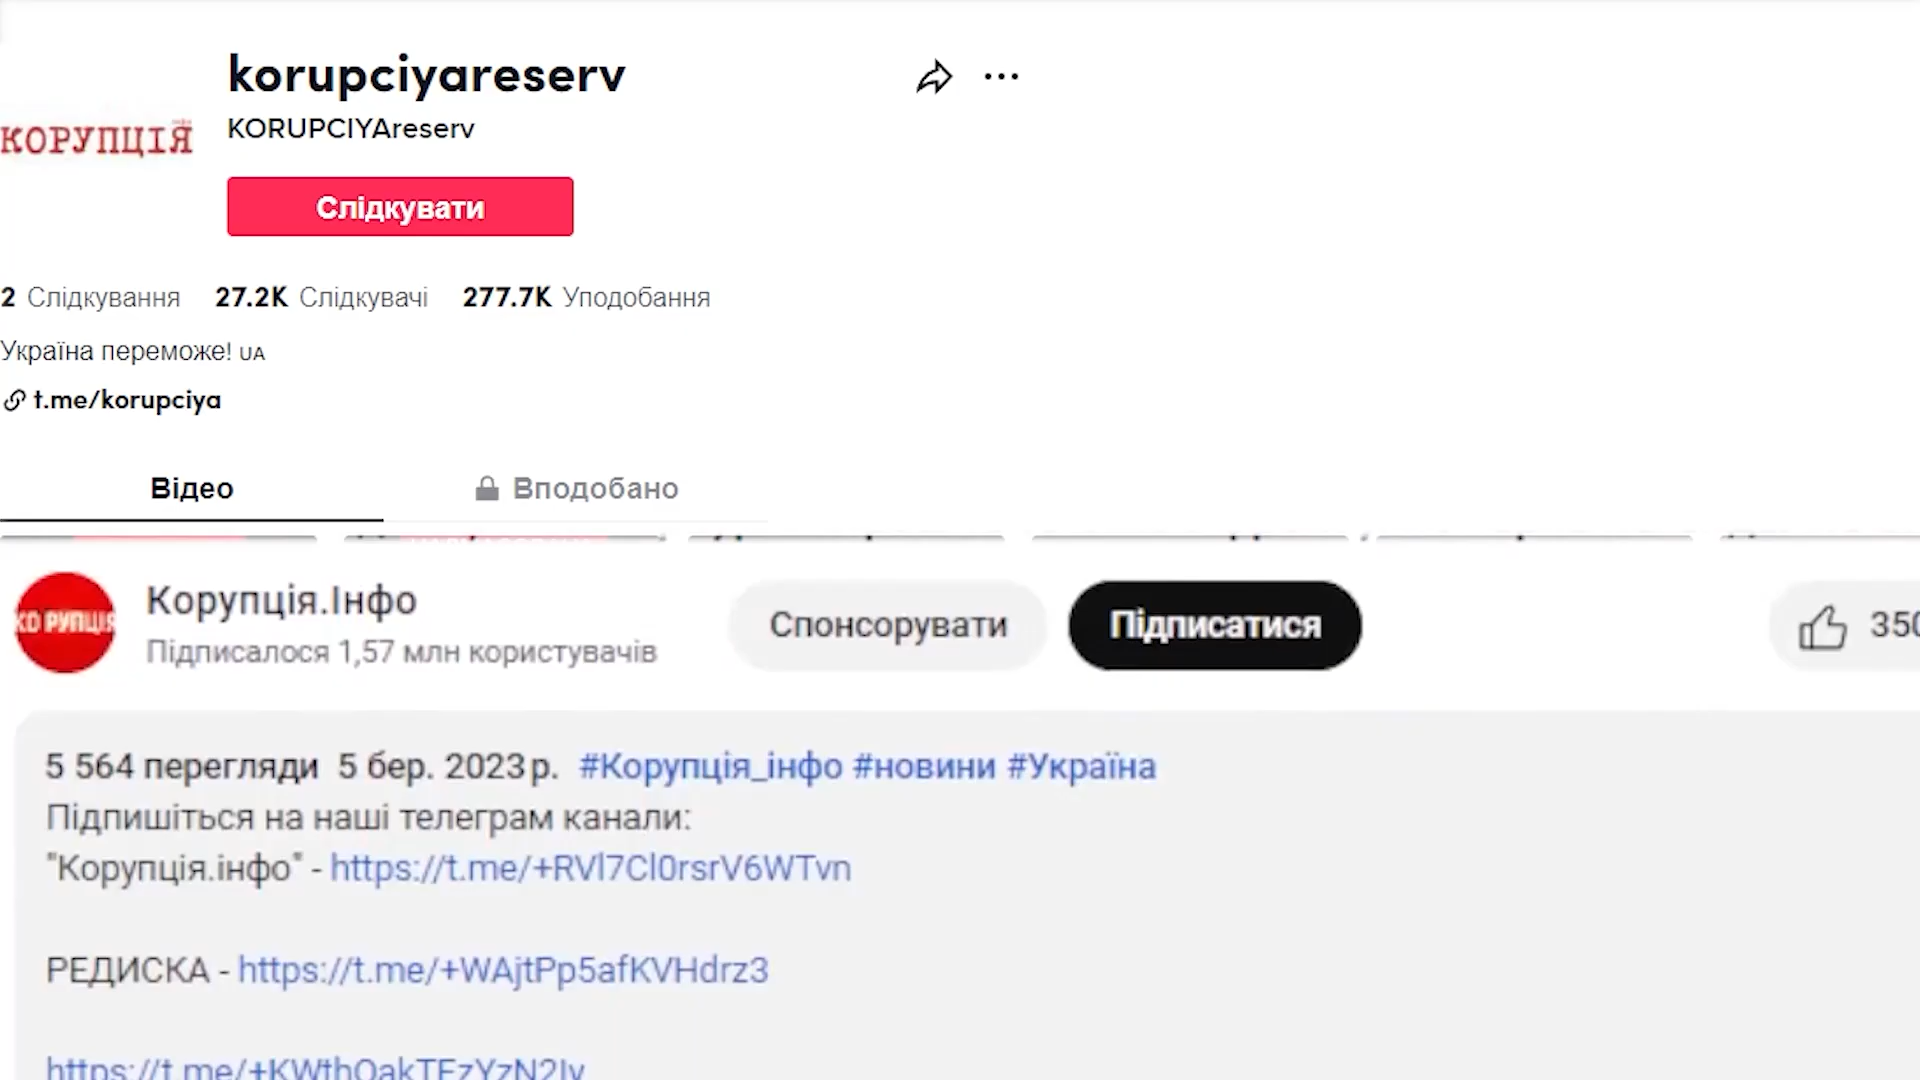 korupciyareserv
KORUPCIYAreserv
КОРУПЦІЯ
Слідкувати
2 Слідкування 27.2K Слідкувачі 277.7K Уподобання
Україна переможе! UA
t.me/korupciya
Відео Вподобано
Корупція.Інфо
КОРУПЦІЯ
Підписалося 1,57 млн користувачів
Спонсорувати Підписатися 350
5 564 перегляди 5 бер. 2023 р. #Корупція_інфо #новини #Україна
Підпишіться на наші телеграм канали:
"Корупція.інфо" - https://t.me/+RVl7Cl0rsrV6WTvn
РЕДИСКА - https://t.me/+WAjtPp5afKVHdrz3
https://t.me/+KWthOakTEzYzN2Iy